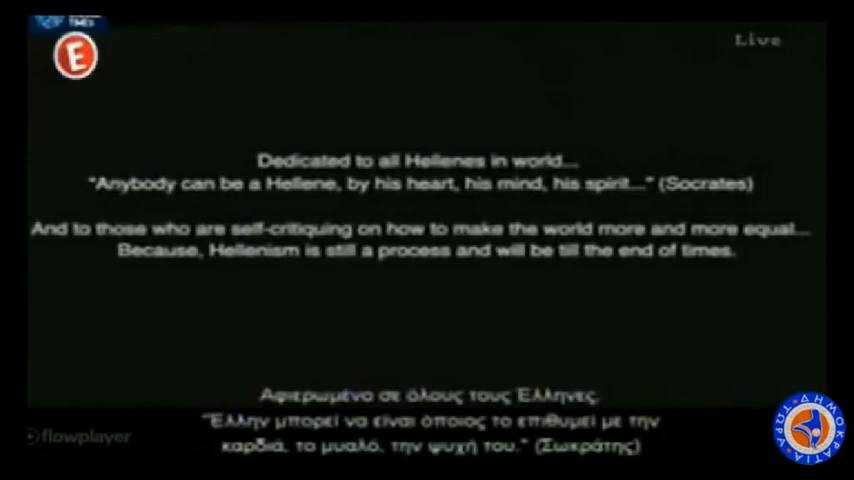 TIMES
E
Live
Dedicated to all Hellenes in world...
"Anybody can be a Hellene, by his heart, his mind, his spirit..." (Socrates)
And to those who are self-critiquing on how to make the world more and more equal...
Because, Hellenism is still a process and will be till the end of times.
Αφιερωμένο σε όλους τους Έλληνες.
"Έλλην μπορεί να είναι όποιος το επιθυμεί με την
καρδιά, το μυαλό, την ψυχή του." (Σωκράτης)
flowplayer
ΔΗΜΟΚΡΑΤΙΑ ΤΩΡΑ